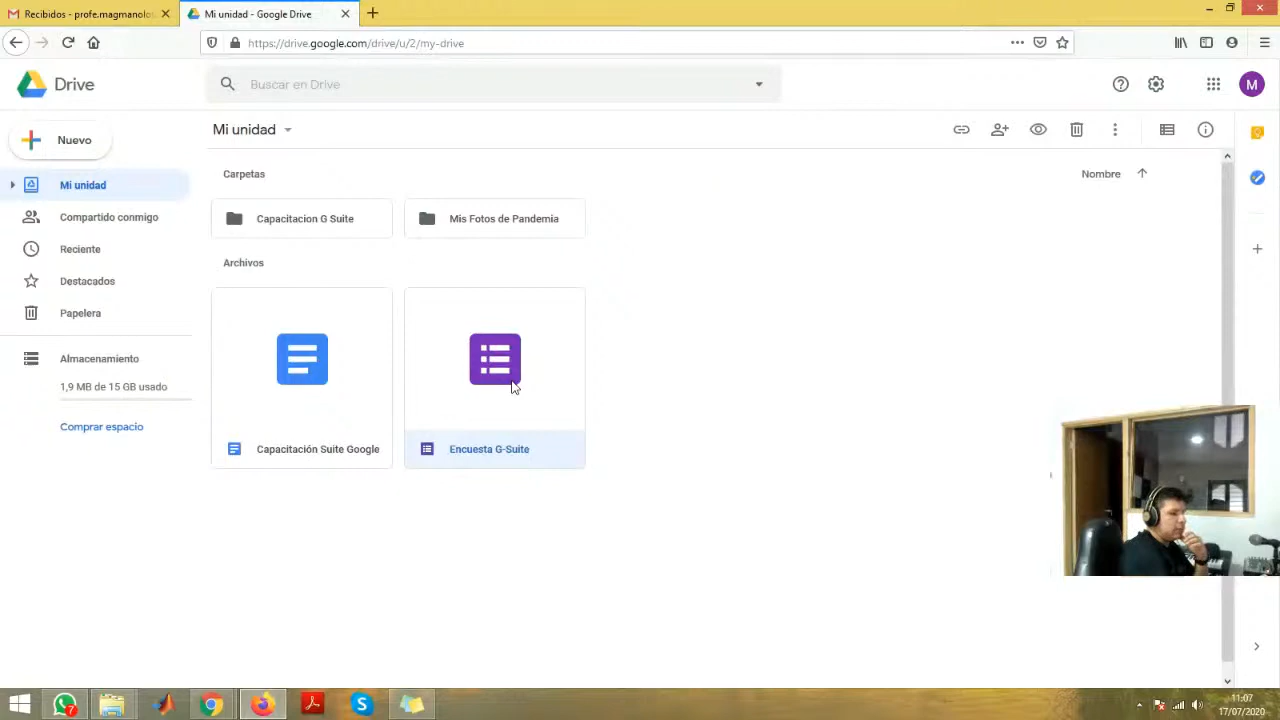 Recibidos - profe.magmanolos
Mi unidad - Google Drive
https://drive.google.com/drive/u/2/my-drive
Drive
Buscar en Drive
M
Nuevo
Mi unidad
Mi unidad
Compartido conmigo
Reciente
Destacados
Papelera
Almacenamiento
1,9 MB de 15 GB usado
Comprar espacio
Carpetas
Nombre
Capacitacion G Suite
Mis Fotos de Pandemia
Archivos
Capacitación Suite Google
Encuesta G-Suite
7
11:07
17/07/2020